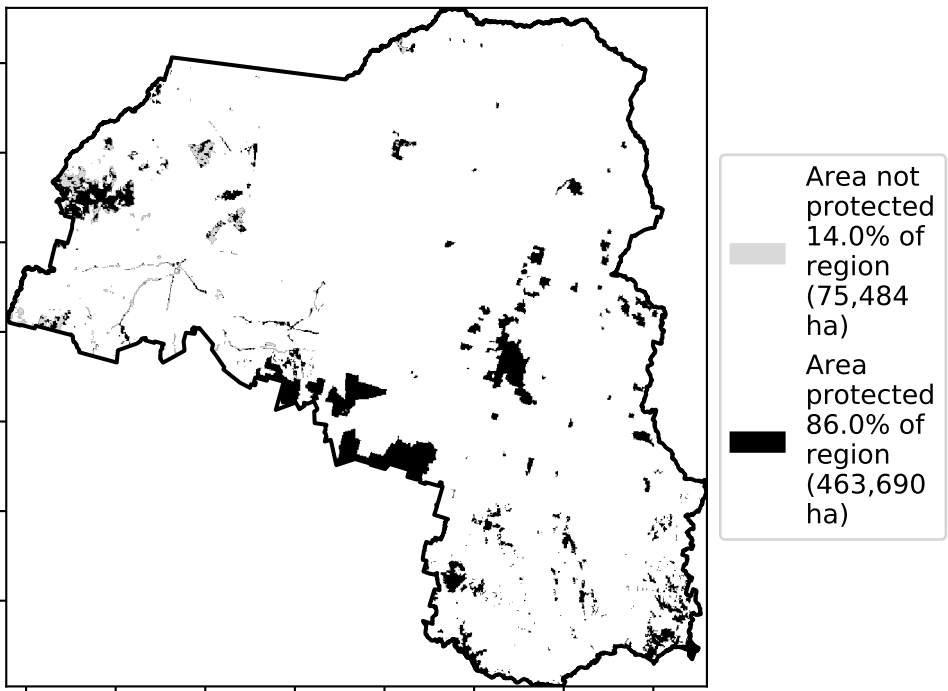 Area not
protected
14.0% of
region
(75,484
ha)
Area
protected
86.0% of
region
(463,690
ha)